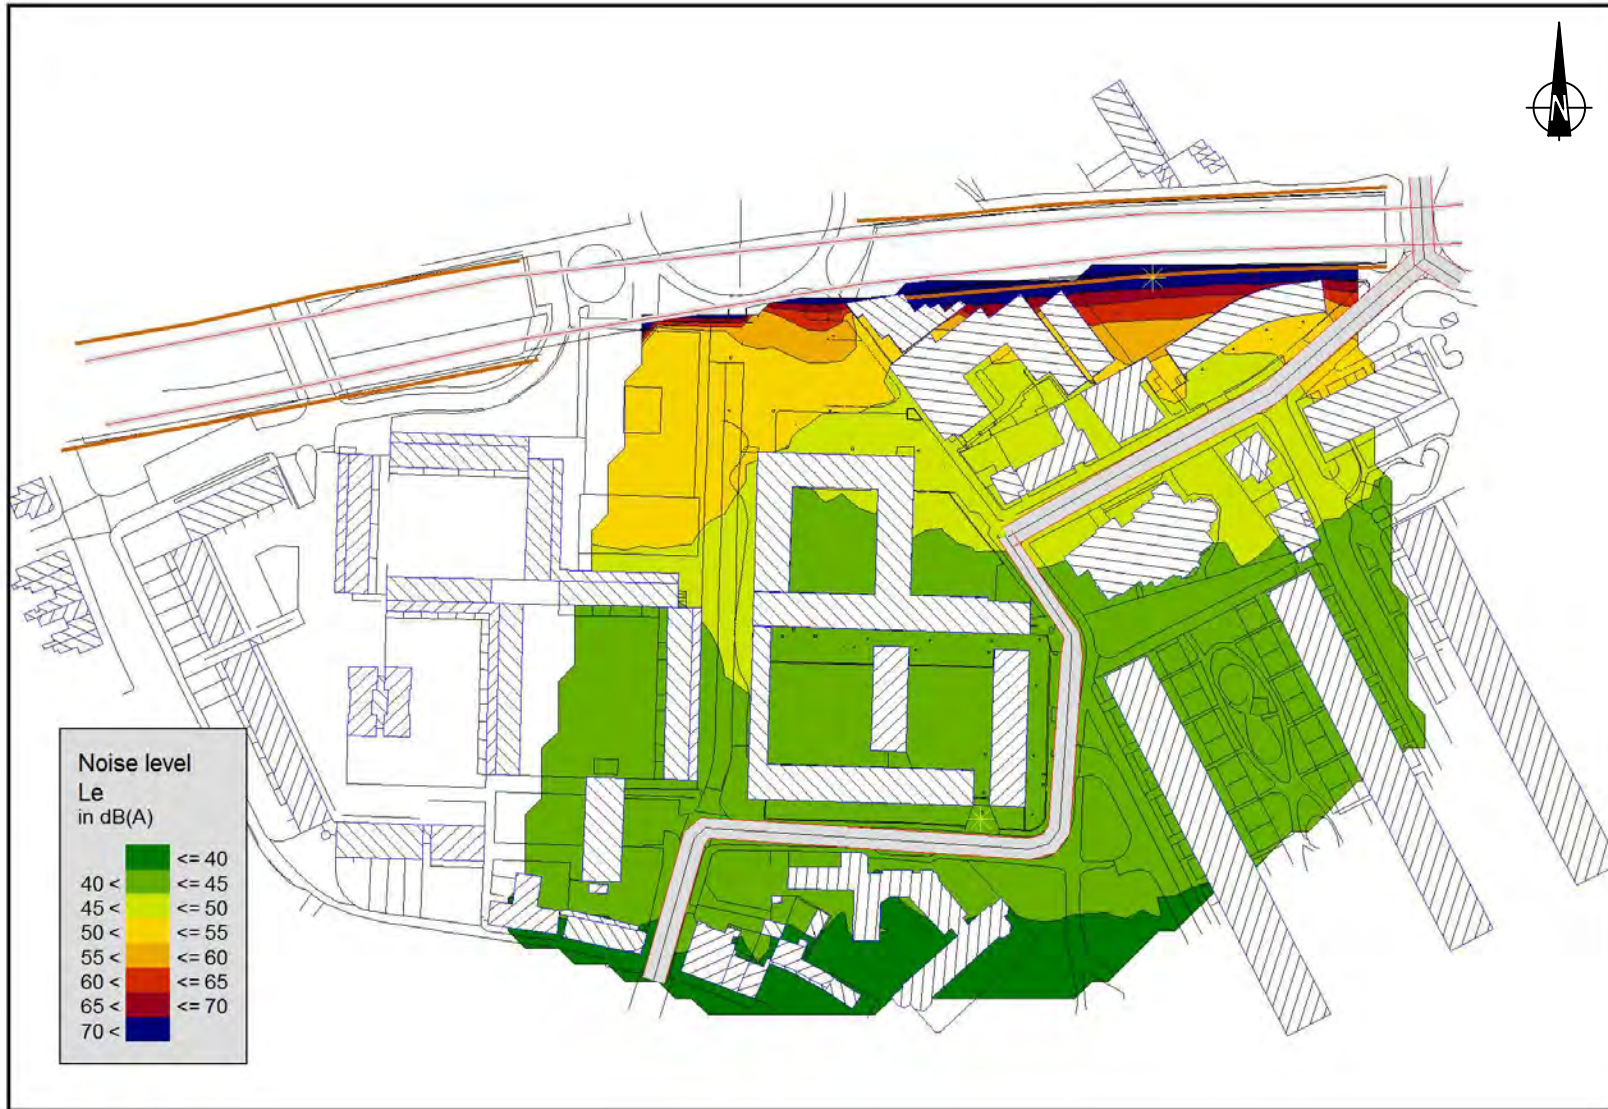 N
Noise level
Le
in dB(A)
<= 40
40 < <= 45
45 < <= 50
50 < <= 55
55 < <= 60
60 < <= 65
65 < <= 70
70 <